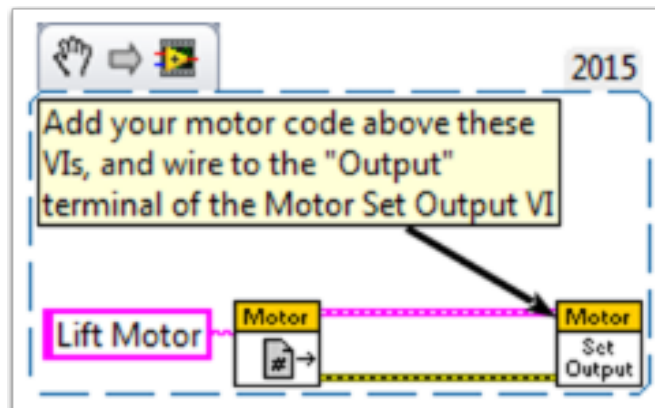 2015
Add your motor code above these
VIs, and wire to the "Output"
terminal of the Motor Set Output VI
Lift Motor
Motor
#
Motor
Set
Output